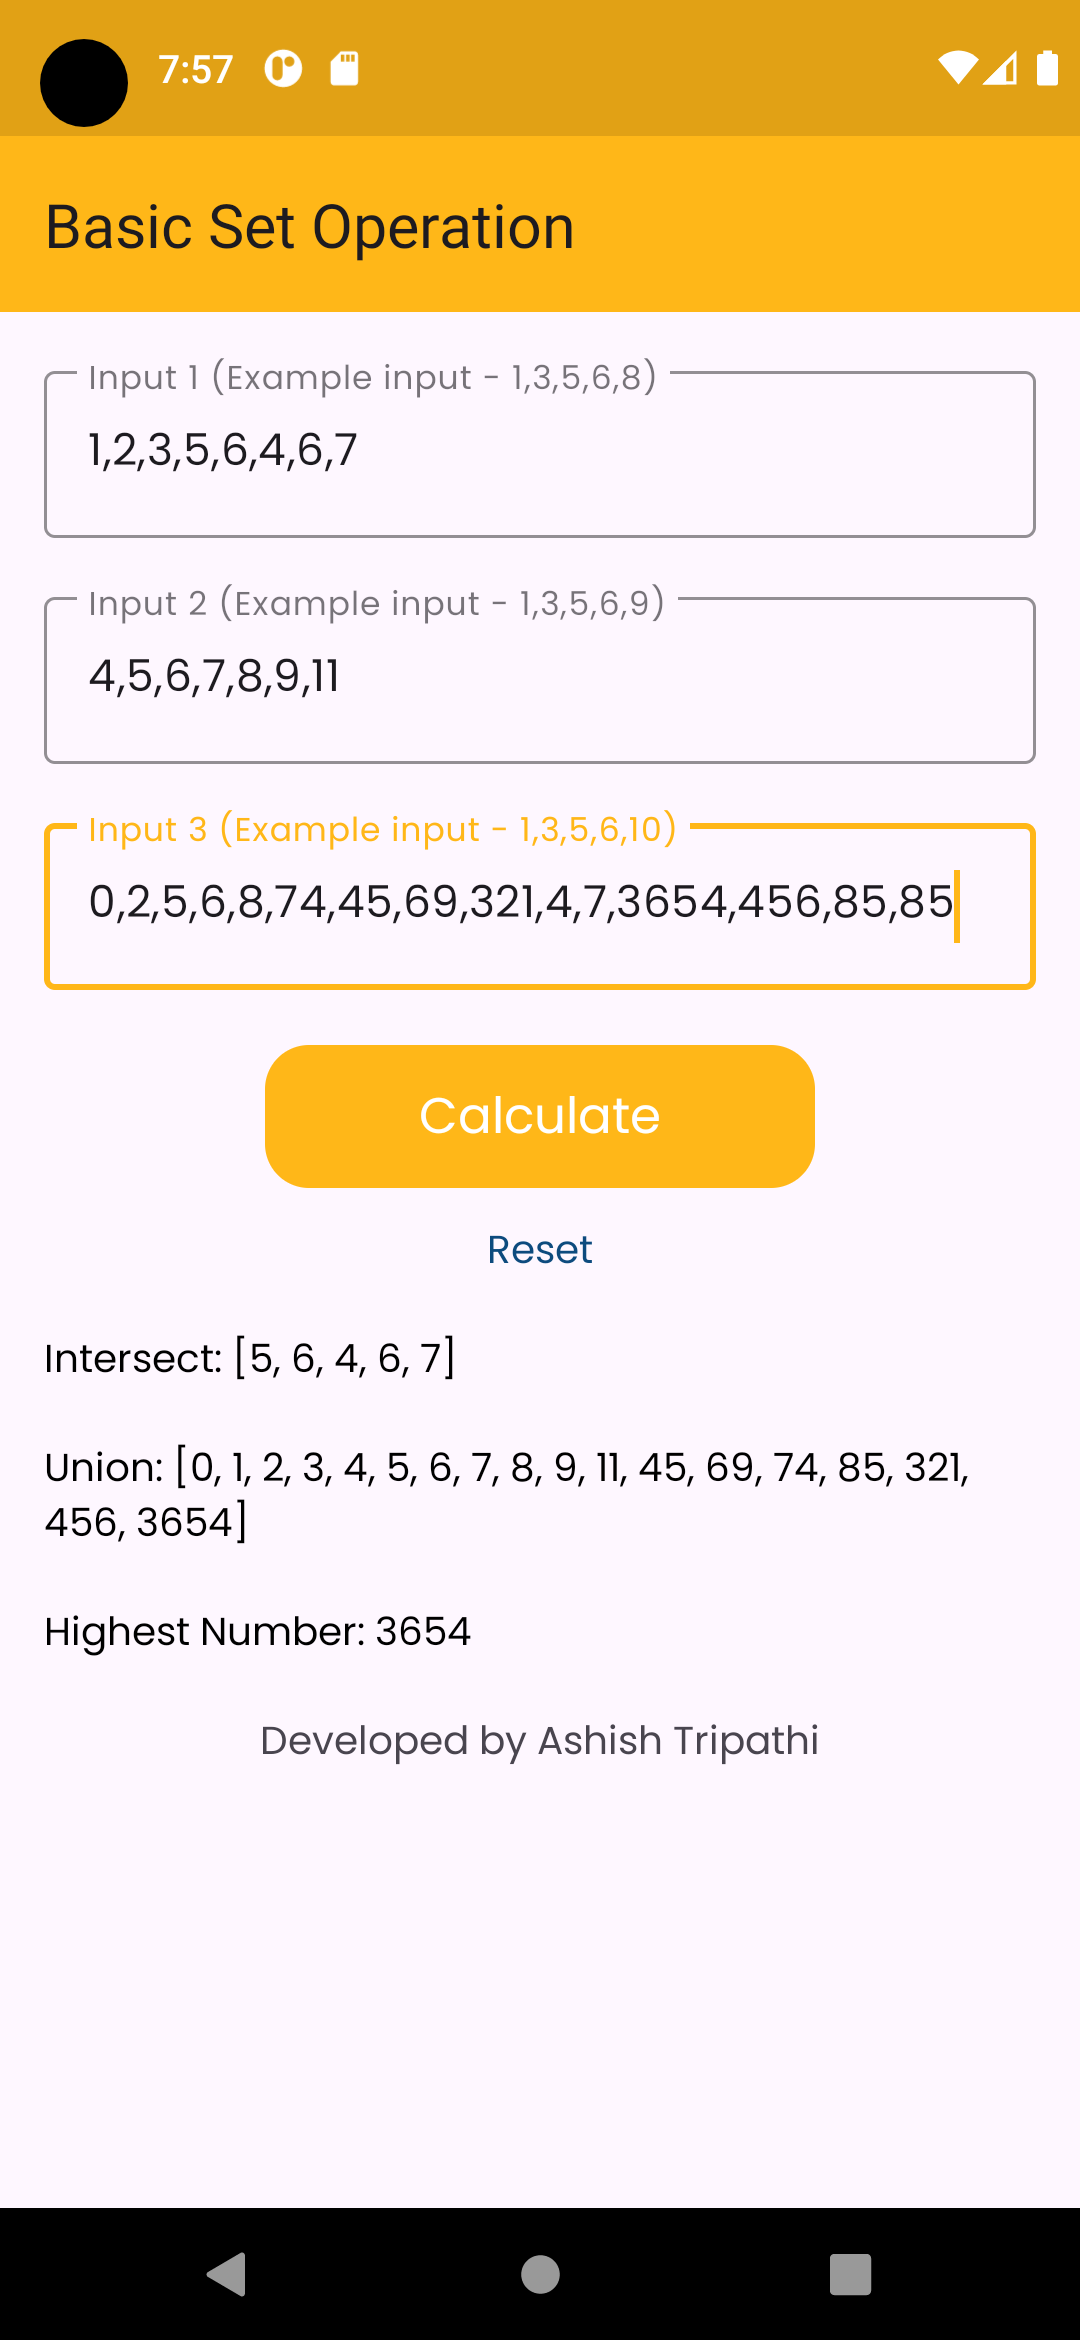 7:57
Basic Set Operation
Input 1 (Example input - 1,3,5,6,8)
1,2,3,5,6,4,6,7
Input 2 (Example input - 1,3,5,6,9)
4,5,6,7,8,9,11
Input 3 (Example input - 1,3,5,6,10)
0,2,5,6,8,74,45,69,321,4,7,3654,456,85,85
Calculate
Reset
Intersect: [5, 6, 4, 6, 7]
Union: [0, 1, 2, 3, 4, 5, 6, 7, 8, 9, 11, 45, 69, 74, 85, 321,
456, 3654]
Highest Number: 3654
Developed by Ashish Tripathi